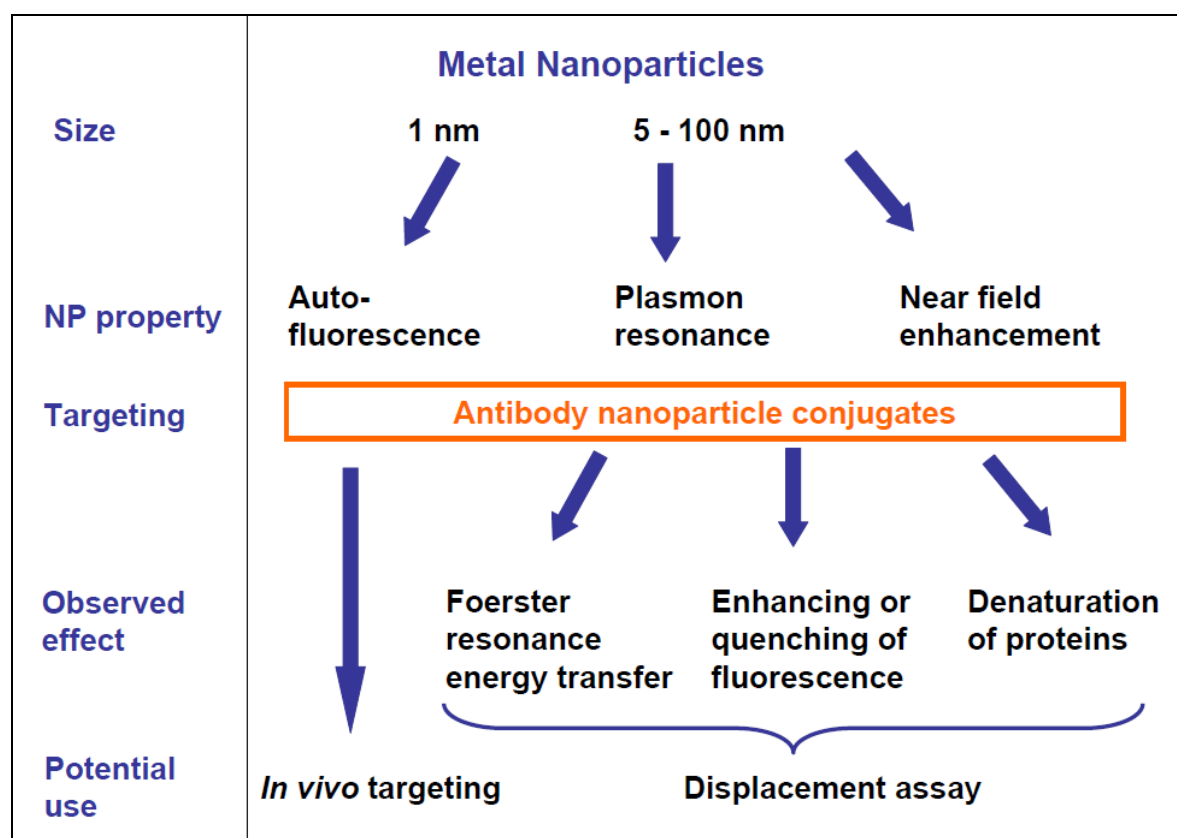 Metal Nanoparticles
Size
1 nm
5 - 100 nm
NP property
Auto-
fluorescence
Plasmon
resonance
Near field
enhancement
Targeting
Antibody nanoparticle conjugates
Observed
effect
Foerster
resonance
energy transfer
Enhancing or
quenching of
fluorescence
Denaturation
of proteins
Potential
use
In vivo targeting
Displacement assay